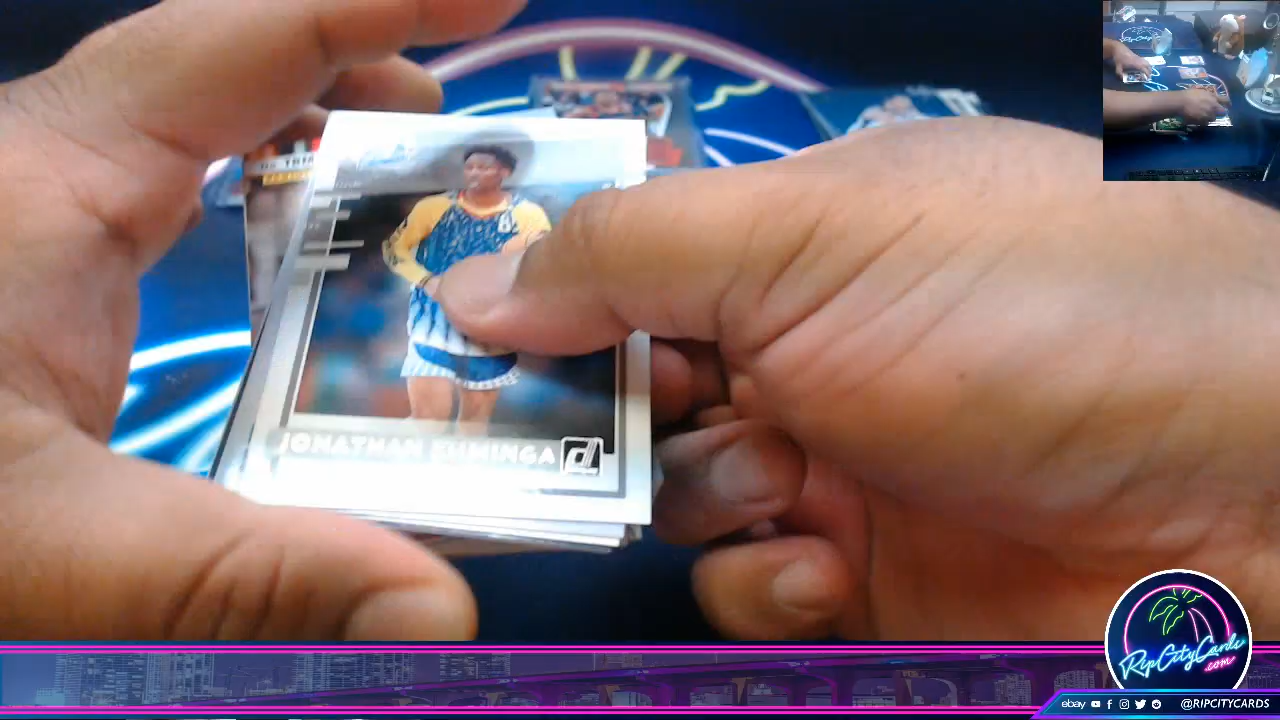 JONATHAN KUMINGA
d
RipCityCards
.com
ebay
@RIPCITYCARDS